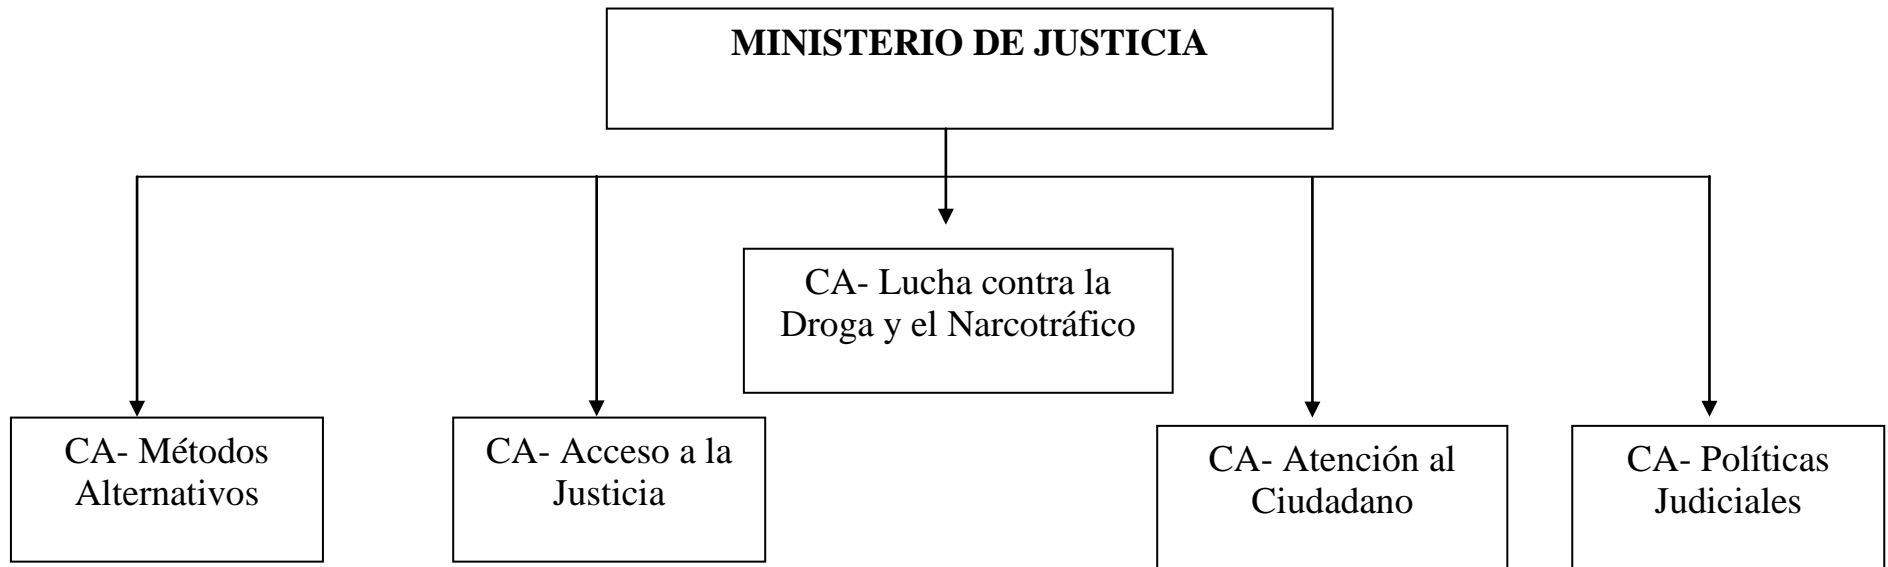 MINISTERIO DE JUSTICIA
CA- Lucha contra la
Droga y el Narcotráfico
CA- Métodos
Alternativos
CA- Acceso a la
Justicia
CA- Atención al
Ciudadano
CA- Políticas
Judiciales